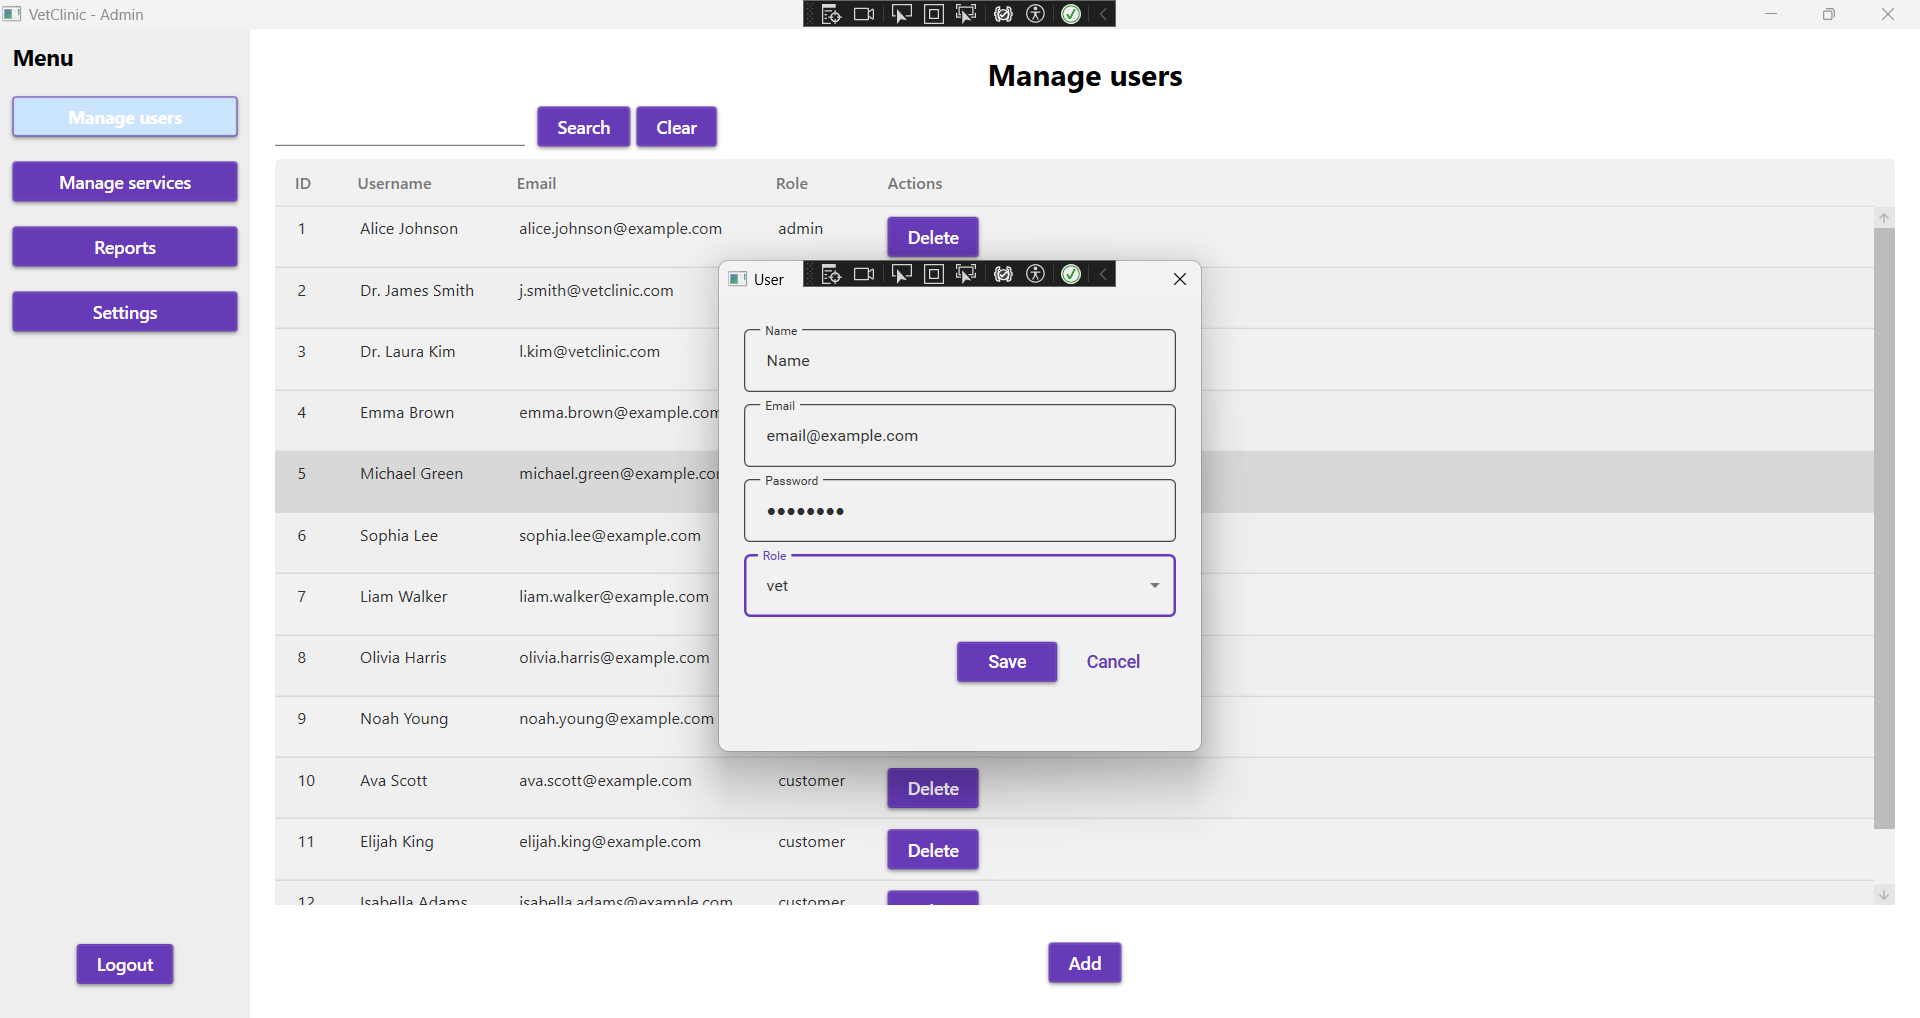 VetClinic - Admin
Menu
Manage users
Manage services
Reports
Settings
Logout
Manage users
Search Clear
ID Username Email Role Actions
1 Alice Johnson alice.johnson@example.com admin Delete
2 Dr. James Smith j.smith@vetclinic.com
3 Dr. Laura Kim l.kim@vetclinic.com
4 Emma Brown emma.brown@example.com
5 Michael Green michael.green@example.co
6 Sophia Lee sophia.lee@example.com
7 Liam Walker liam.walker@example.com
8 Olivia Harris olivia.harris@example.com
9 Noah Young noah.young@example.com
10 Ava Scott ava.scott@example.com customer Delete
11 Elijah King elijah.king@example.com customer Delete
12 Isabella Adams isabella.adams@example.com customer
Add
User
Name
Name
Email
email@example.com
Password
••••••••
Role
vet
Save Cancel